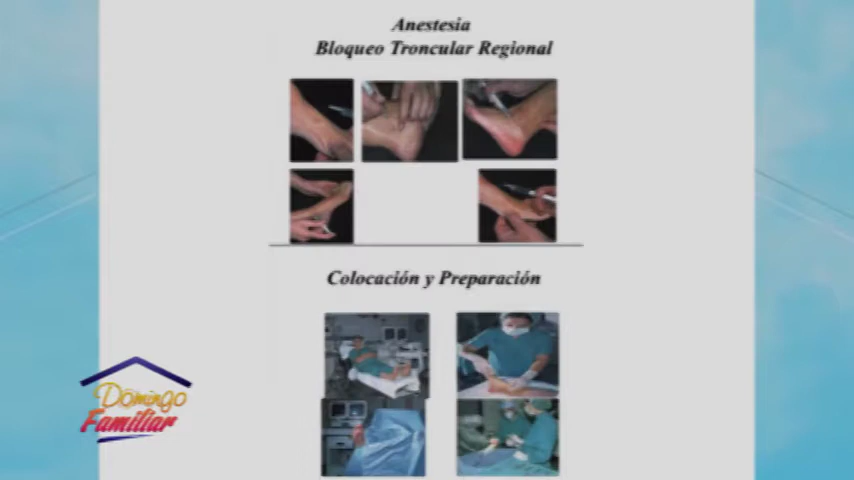 Anestesia
Bloqueo Troncular Regional
Colocación y Preparación
Domingo
Familiar